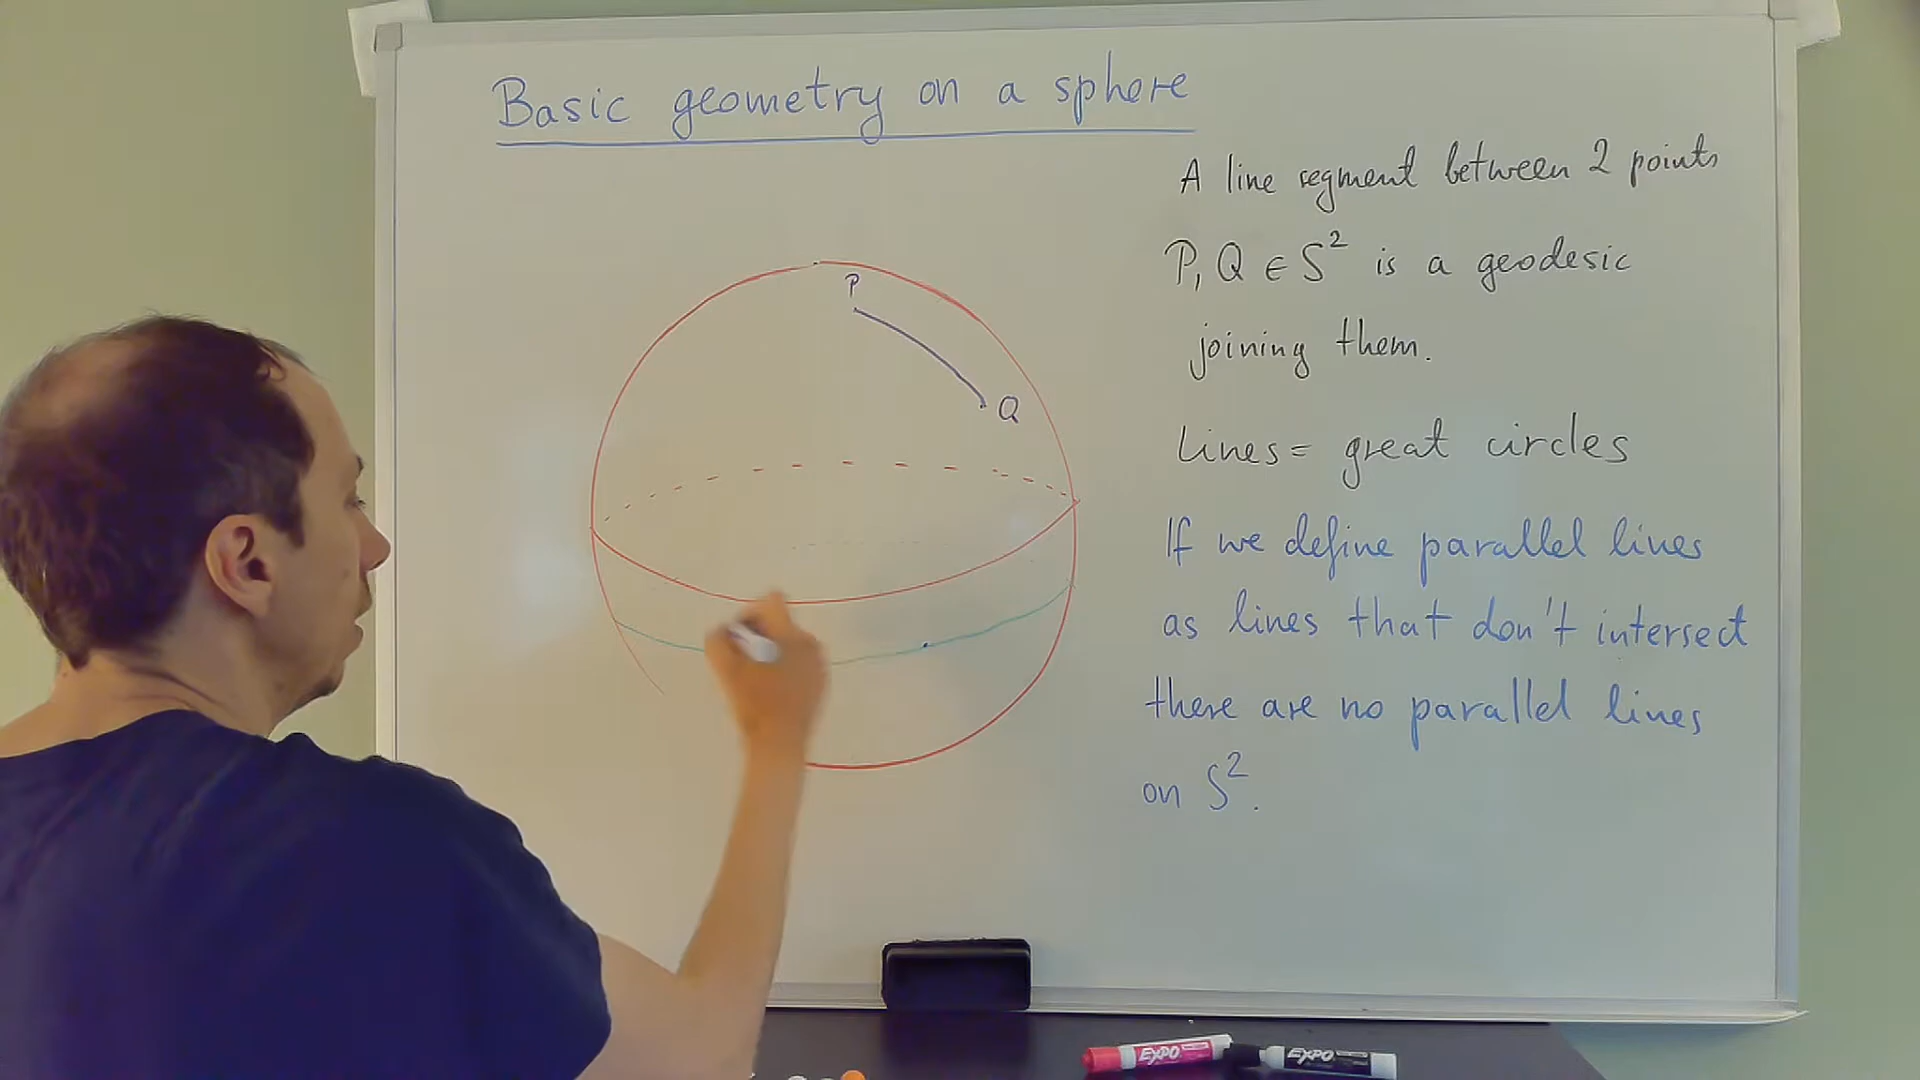 Basic geometry on a sphere
A line segment between 2 points
P, Q ∈ S² is a geodesic
joining them.
Lines = great circles
If we define parallel lines
as lines that don't intersect
there are no parallel lines
on S².
P
Q
EXPO
EXPO